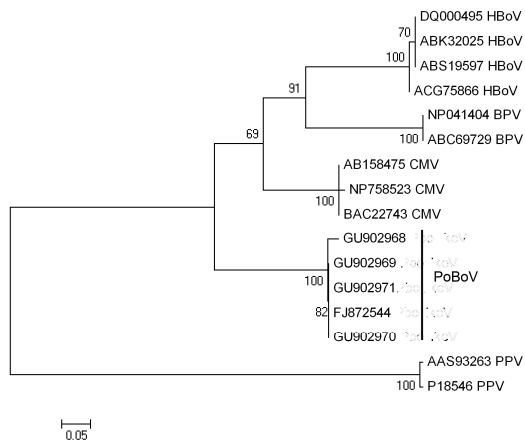 DQ000495 HBoV
70
ABK32025 HBoV
100
ABS19597 HBoV
ACG75866 HBoV
91
NP041404 BPV
100
ABC69729 BPV
69
AB158475 CMV
NP758523 CMV
100
BAC22743 CMV
GU902968
GU902969
100
GU902971
PoBoV
82
FJ872544
GU902970
AAS93263 PPV
100
P18546 PPV
0.05